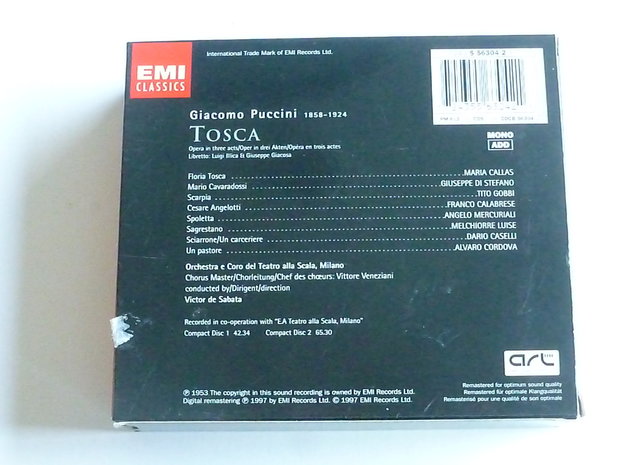 EMI
CLASSICS
International Trade Mark of EMI Records Ltd.
5 56304 2
Giacomo Puccini 1858–1924
TOSCA
MONO
ADD
Opera in three acts/Oper in drei Akten/Opéra en trois actes
Libretto: Luigi Illica & Giuseppe Giacosa
Floria Tosca MARIA CALLAS
Mario Cavaradossi GIUSEPPE DI STEFANO
Scarpia TITO GOBBI
Cesare Angelotti FRANCO CALABRESE
Spoletta ANGELO MERCURIALI
Sagrestano MELCHIORRE LUISE
Sciarrone/Un carceriere DARIO CASELLI
Un pastore ALVARO CORDOVA
Orchestra e Coro del Teatro alla Scala, Milano
Chorus Master/Chorleitung/Chef des chœurs: Vittore Veneziani
conducted by/Dirigent/direction
Victor de Sabata
Recorded in co-operation with "E.A Teatro alla Scala, Milano"
Compact Disc 1 42.34 Compact Disc 2 65.30
art
Remastered for optimum sound quality
Remastered für optimale Klangqualität
Remasterisé pour une qualité de son optimale
℗ 1953 The copyright in this sound recording is owned by EMI Records Ltd.
Digital remastering ℗ 1997 by EMI Records Ltd. © 1997 EMI Records Ltd.